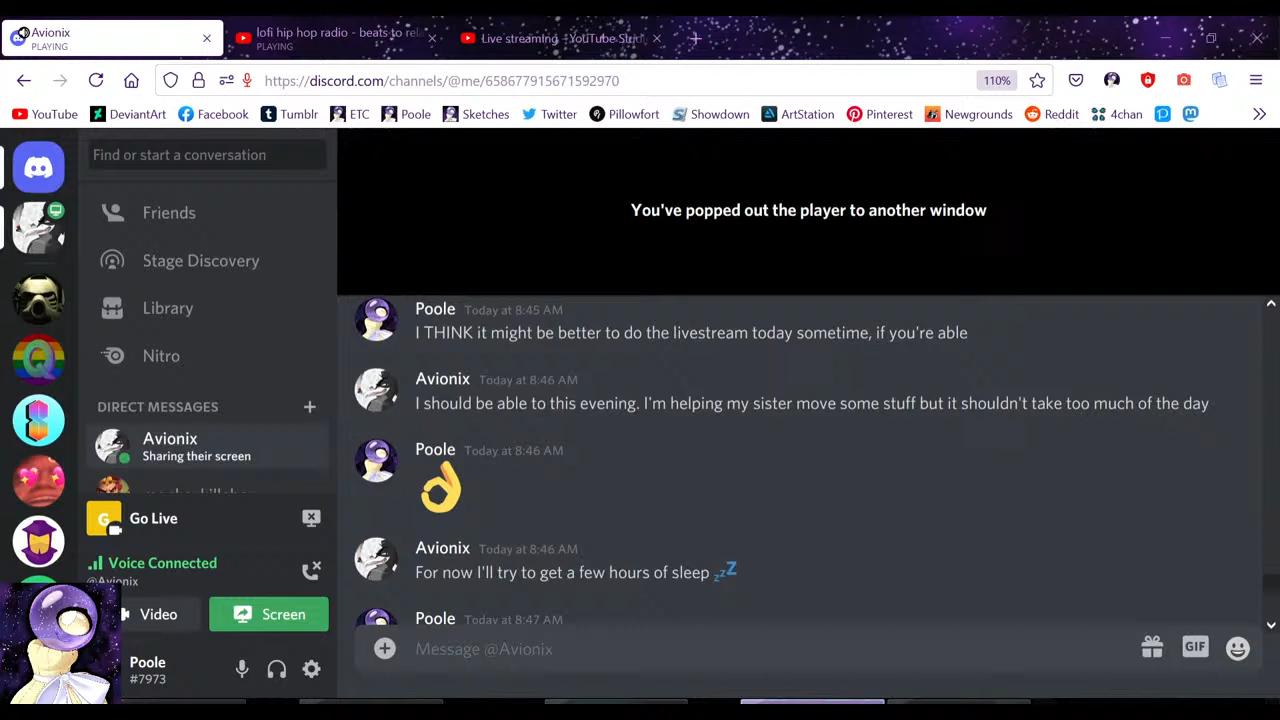 Avionix
PLAYING
lofi hip hop radio - beats to rel
PLAYING
Live streaming - YouTube Studi
https://discord.com/channels/@me/658677915671592970
110%
YouTube DeviantArt Facebook Tumblr ETC Poole Sketches Twitter Pillowfort Showdown ArtStation Pinterest Newgrounds Reddit 4chan
Find or start a conversation
Friends
Stage Discovery
Library
Nitro
DIRECT MESSAGES
Avionix
Sharing their screen
G Go Live
Voice Connected
@Avionix
Video
Screen
Poole
#7973
You've popped out the player to another window
Poole Today at 8:45 AM
I THINK it might be better to do the livestream today sometime, if you're able
Avionix Today at 8:46 AM
I should be able to this evening. I'm helping my sister move some stuff but it shouldn't take too much of the day
Poole Today at 8:46 AM
👌
Avionix Today at 8:46 AM
For now I'll try to get a few hours of sleep 💤
Poole Today at 8:47 AM
Message @Avionix
GIF